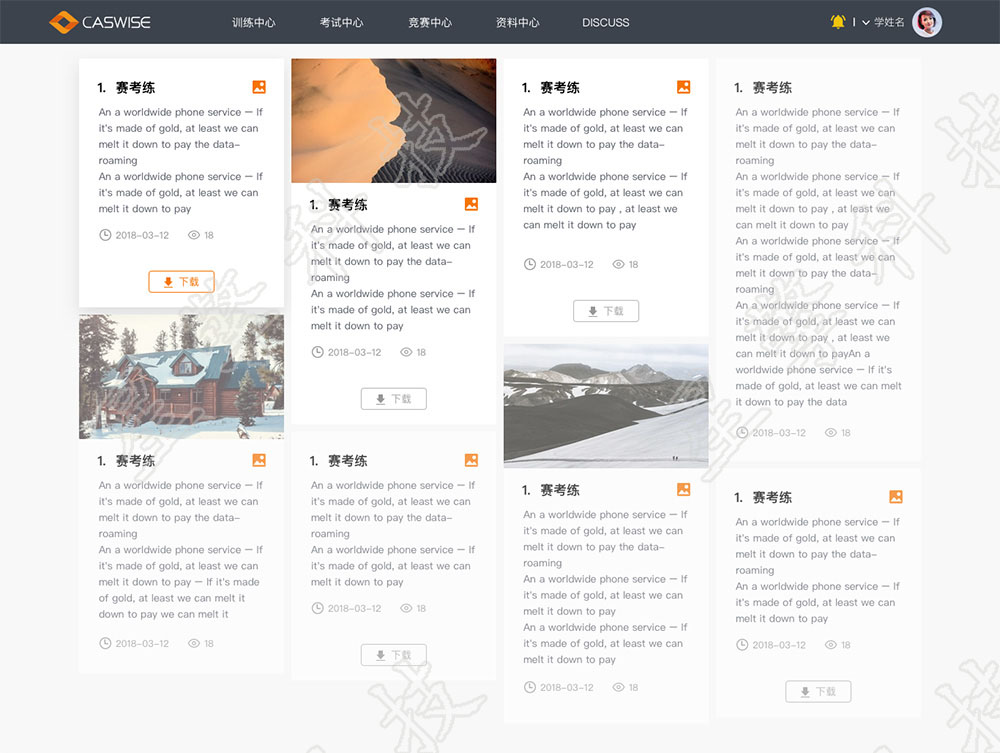 CASWISE
训练中心
考试中心
竞赛中心
资料中心
DISCUSS
学姓名
1. 赛考练
An a worldwide phone service — If
it's made of gold, at least we can
melt it down to pay the data-
roaming
An a worldwide phone service — If
it's made of gold, at least we can
melt it down to pay
2018-03-12
18
下载
1. 赛考练
An a worldwide phone service — If
it's made of gold, at least we can
melt it down to pay the data-
roaming
An a worldwide phone service — If
it's made of gold, at least we can
melt it down to pay — If it's made
of gold, at least we can melt it
down to pay we can melt it
2018-03-12
18
1. 赛考练
An a worldwide phone service — If
it's made of gold, at least we can
melt it down to pay the data-
roaming
An a worldwide phone service — If
it's made of gold, at least we can
melt it down to pay
2018-03-12
18
下载
1. 赛考练
An a worldwide phone service — If
it's made of gold, at least we can
melt it down to pay the data-
roaming
An a worldwide phone service — If
it's made of gold, at least we can
melt it down to pay
2018-03-12
18
下载
1. 赛考练
An a worldwide phone service — If
it's made of gold, at least we can
melt it down to pay the data-
roaming
An a worldwide phone service — If
it's made of gold, at least we can
melt it down to pay , at least we
can melt it down to pay
2018-03-12
18
下载
1. 赛考练
An a worldwide phone service — If
it's made of gold, at least we can
melt it down to pay the data-
roaming
An a worldwide phone service — If
it's made of gold, at least we can
melt it down to pay
An a worldwide phone service — If
it's made of gold, at least we can
melt it down to pay
2018-03-12
18
1. 赛考练
An a worldwide phone service — If
it's made of gold, at least we can
melt it down to pay the data-
roaming
An a worldwide phone service — If
it's made of gold, at least we can
melt it down to pay , at least we
can melt it down to pay
An a worldwide phone service — If
it's made of gold, at least we can
melt it down to pay the data-
roaming
An a worldwide phone service — If
it's made of gold, at least we can
melt it down to pay , at least we
can melt it down to payAn a
worldwide phone service — If it's
made of gold, at least we can melt
it down to pay the data
2018-03-12
18
1. 赛考练
An a worldwide phone service — If
it's made of gold, at least we can
melt it down to pay the data-
roaming
An a worldwide phone service — If
it's made of gold, at least we can
melt it down to pay
2018-03-12
18
下载